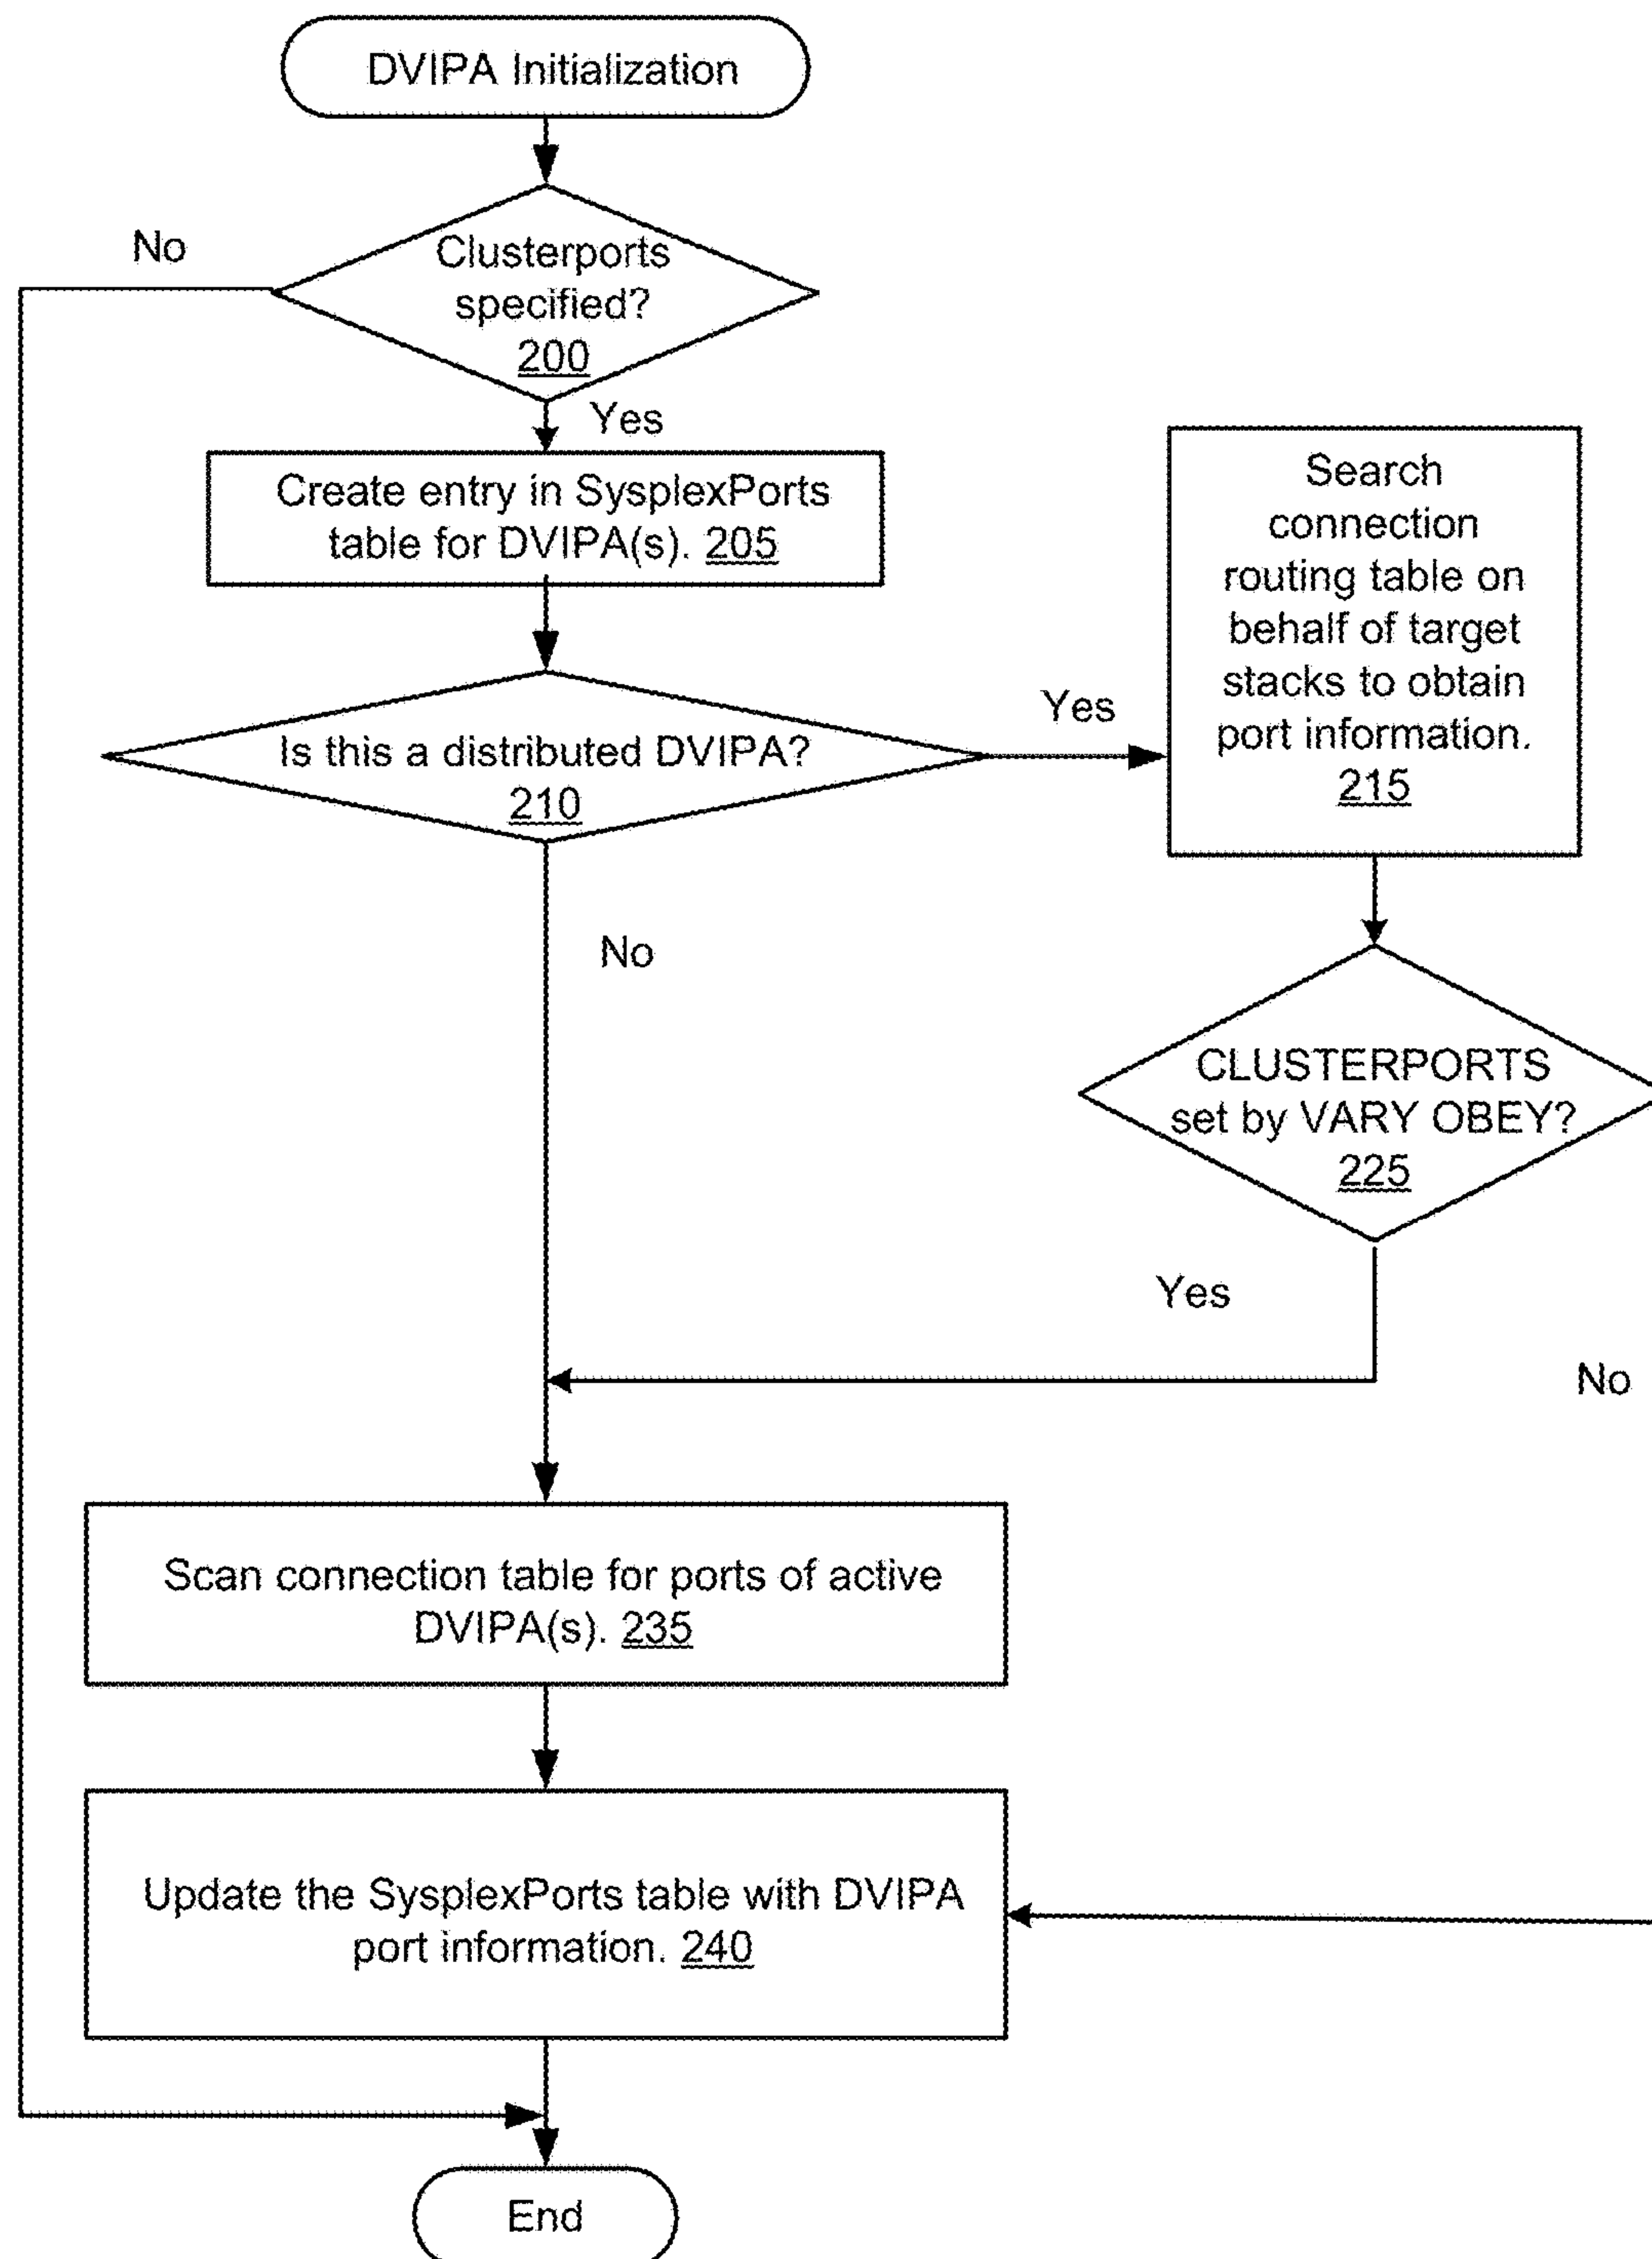 DVIPA Initialization
No
Clusterports
specified?
200
Yes
Create entry in SysplexPorts
table for DVIPA(s). 205
Search
connection
routing table on
behalf of target
stacks to obtain
port information.
215
Is this a distributed DVIPA?
210
Yes
No
CLUSTERPORTS
set by VARY OBEY?
225
Yes
No
Scan connection table for ports of active
DVIPA(s). 235
Update the SysplexPorts table with DVIPA
port information. 240
End